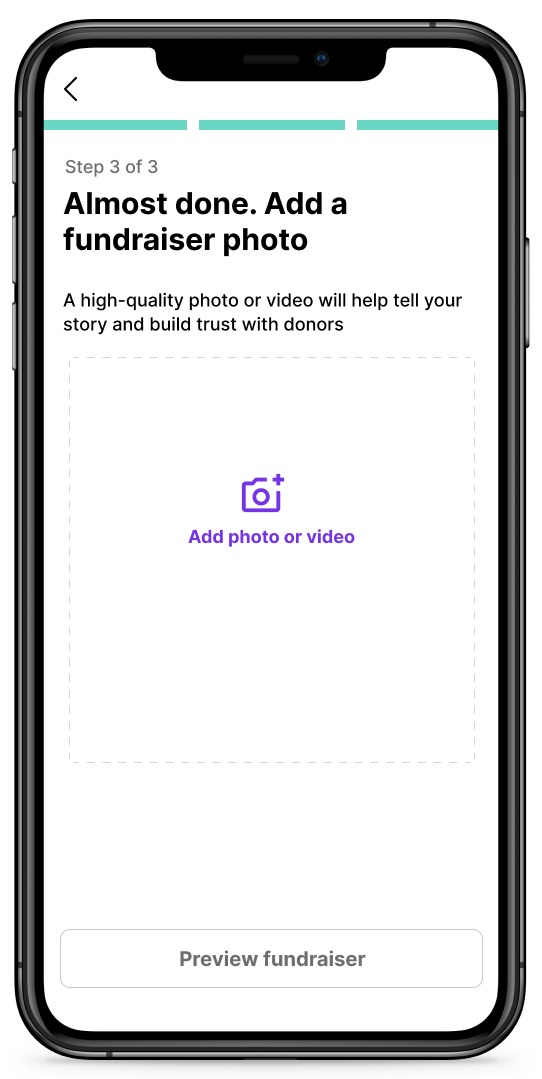 Step 3 of 3
Almost done. Add a
fundraiser photo
A high-quality photo or video will help tell your
story and build trust with donors
Add photo or video
Preview fundraiser